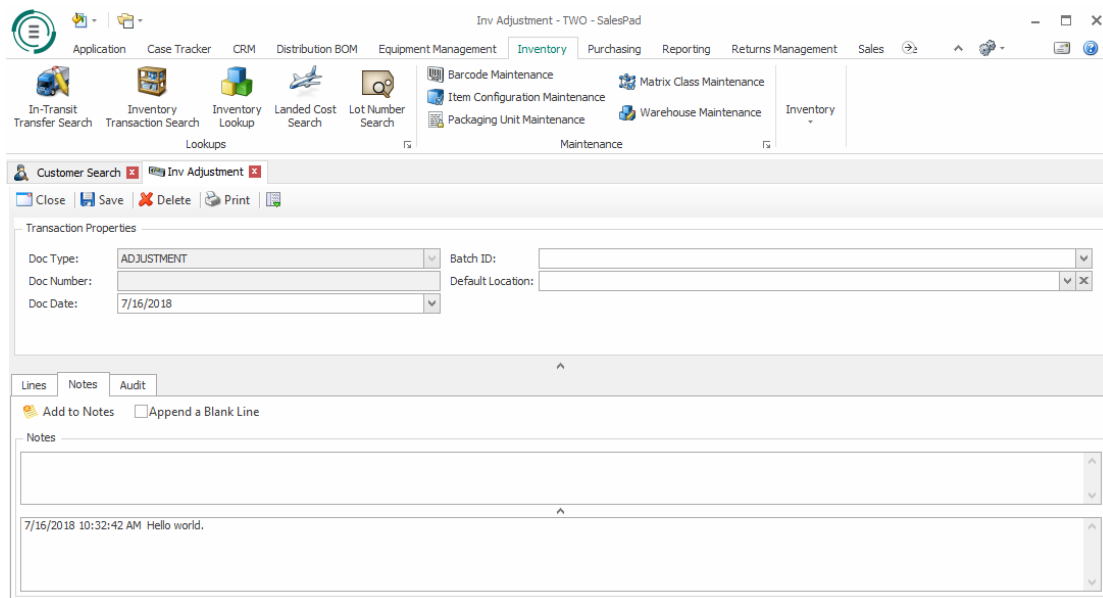 Inv Adjustment - TWO - SalesPad
Application Case Tracker CRM Distribution BOM Equipment Management Inventory Purchasing Reporting Returns Management Sales
In-Transit Transfer Search
Inventory Transaction Search
Inventory Lookup
Landed Cost Search
Lot Number Search
Lookups
Barcode Maintenance
Item Configuration Maintenance
Packaging Unit Maintenance
Matrix Class Maintenance
Warehouse Maintenance
Maintenance
Inventory
Customer Search Inv Adjustment
Close Save Delete Print
Transaction Properties
Doc Type: ADJUSTMENT Batch ID:
Doc Number: Default Location:
Doc Date: 7/16/2018
Lines Notes Audit
Add to Notes Append a Blank Line
Notes
7/16/2018 10:32:42 AM Hello world.